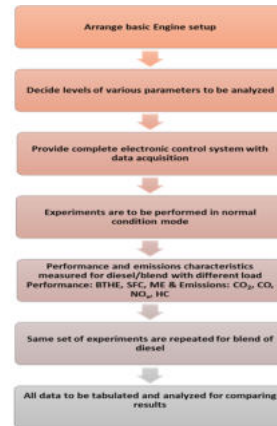 Arrange basic Engine setup
Decide levels of various parameters to be analyzed
Provide complete electronic control system with
data acquisition
Experiments are to be performed in normal
condition mode
Performance and emissions characteristics
measured for diesel/blend with different load
Performance: BTHE, SFC, ME & Emissions: CO₂, CO,
NOₓ, HC
Same set of experiments are repeated for blend of
diesel
All data to be tabulated and analyzed for comparing
results